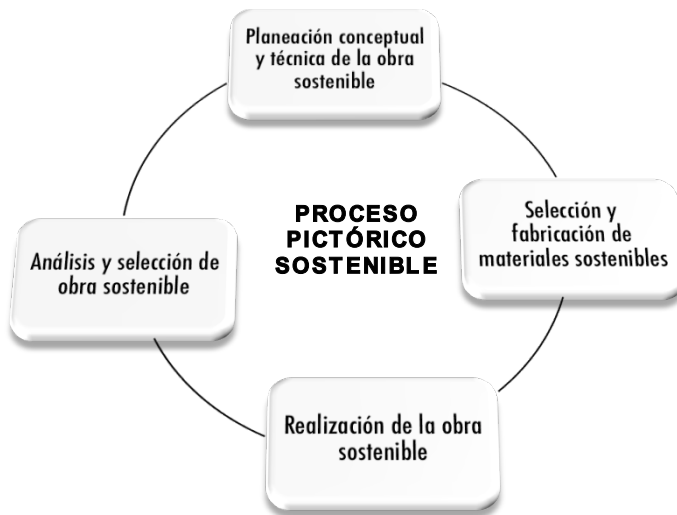 Planeación conceptual
y técnica de la obra
sostenible
PROCESO
PICTÓRICO
SOSTENIBLE
Selección y
fabricación de
materiales sostenibles
Realización de la obra
sostenible
Análisis y selección de
obra sostenible